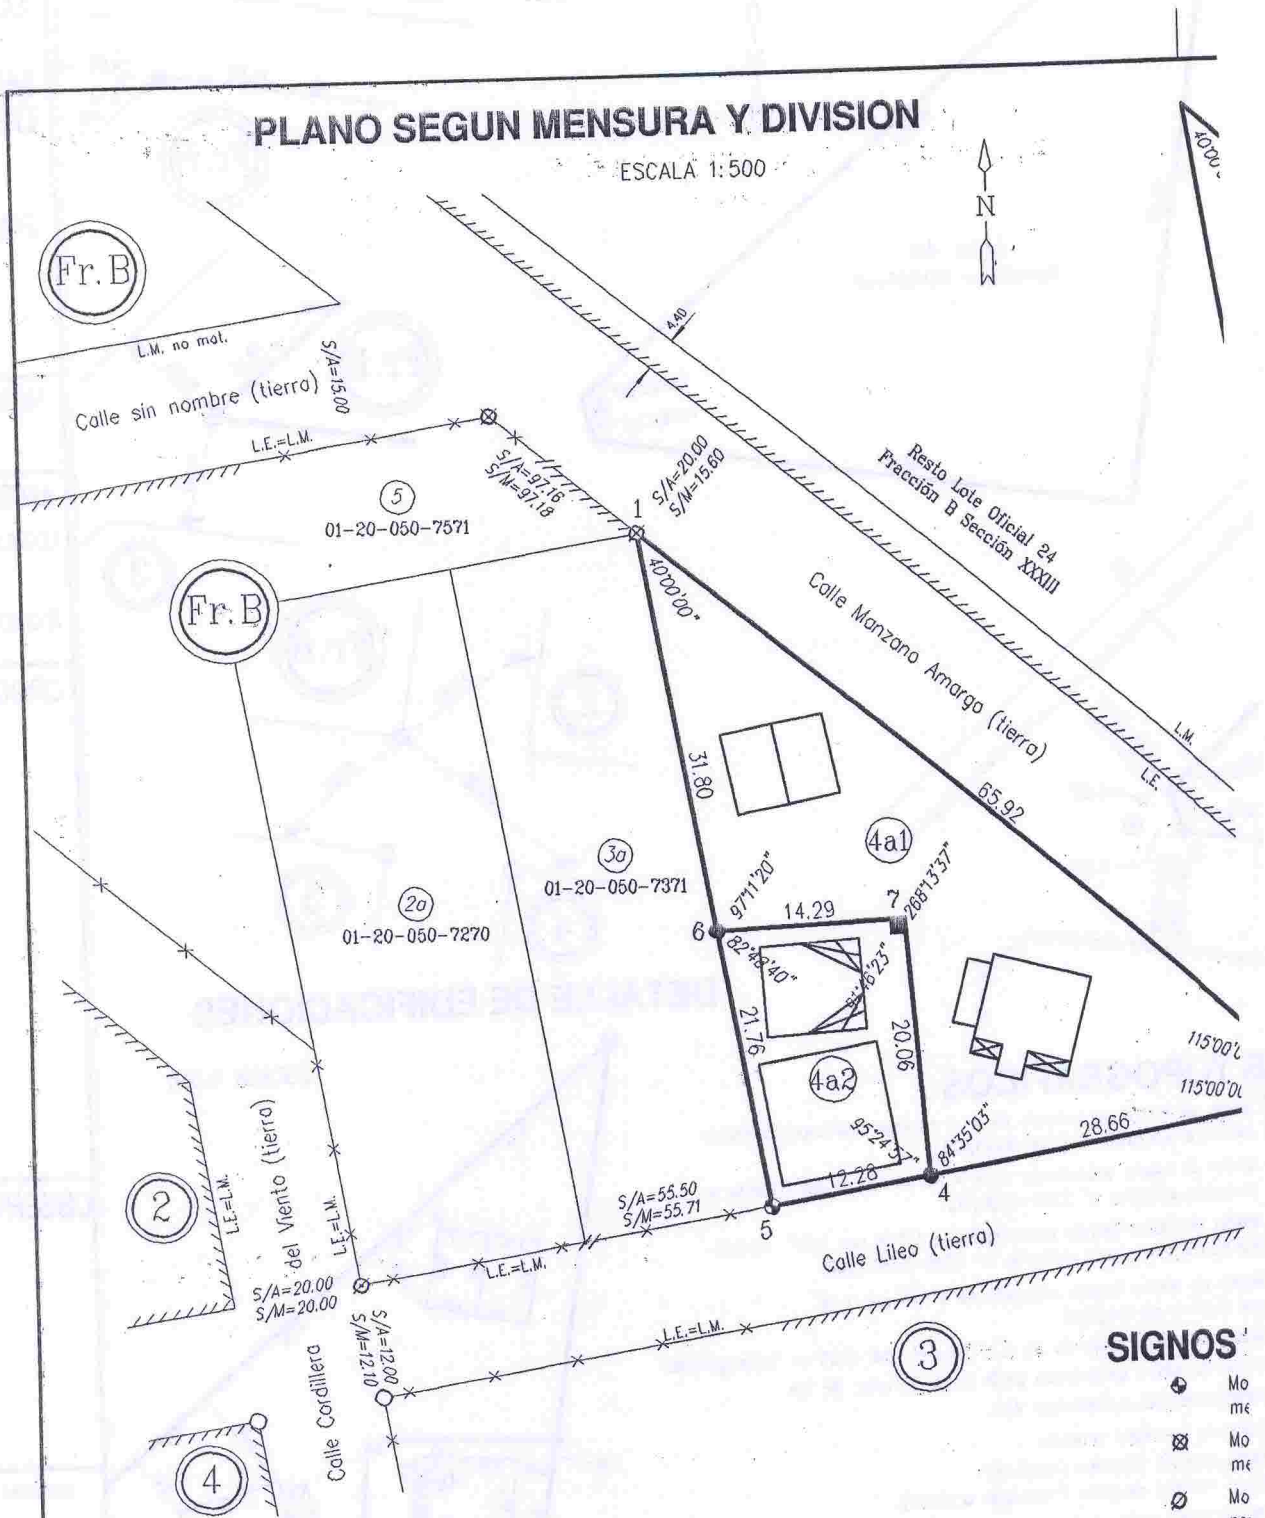 PLANO SEGUN MENSURA Y DIVISION
ESCALA 1:500
N
Fr.B
L.M. no mat.
Calle sin nombre (tierra)
S/A=15.00
L.E.=L.M.
4.40
S/A=97.16
S/M=97.18
S/A=20.00
S/M=15.60
Resto Lote Oficial 24
Fracción B Sección XXXIII
5
01-20-050-7571
1
40°00'00"
Fr.B
Calle Manzano Amargo (tierra)
L.M.
L.E.
31.80
65.92
4a1
3a
01-20-050-7371
2a
01-20-050-7270
97°11'20"
14.29
7
268°13'37"
6
82°48'40"
21.76
20.06
4a2
115°00'
115°00'0
95°24'57"
84°35'03"
28.66
12.28
4
5
S/A=55.50
S/M=55.71
Calle Lileo (tierra)
2
L.E.=L.M.
del Viento (tierra)
L.E.=L.M.
L.E.=L.M.
S/A=20.00
S/M=20.00
S/A=12.00
S/M=12.10
L.E.=L.M.
3
Calle Cordillera
4
SIGNOS
Mo
me
Mo
me
Mo